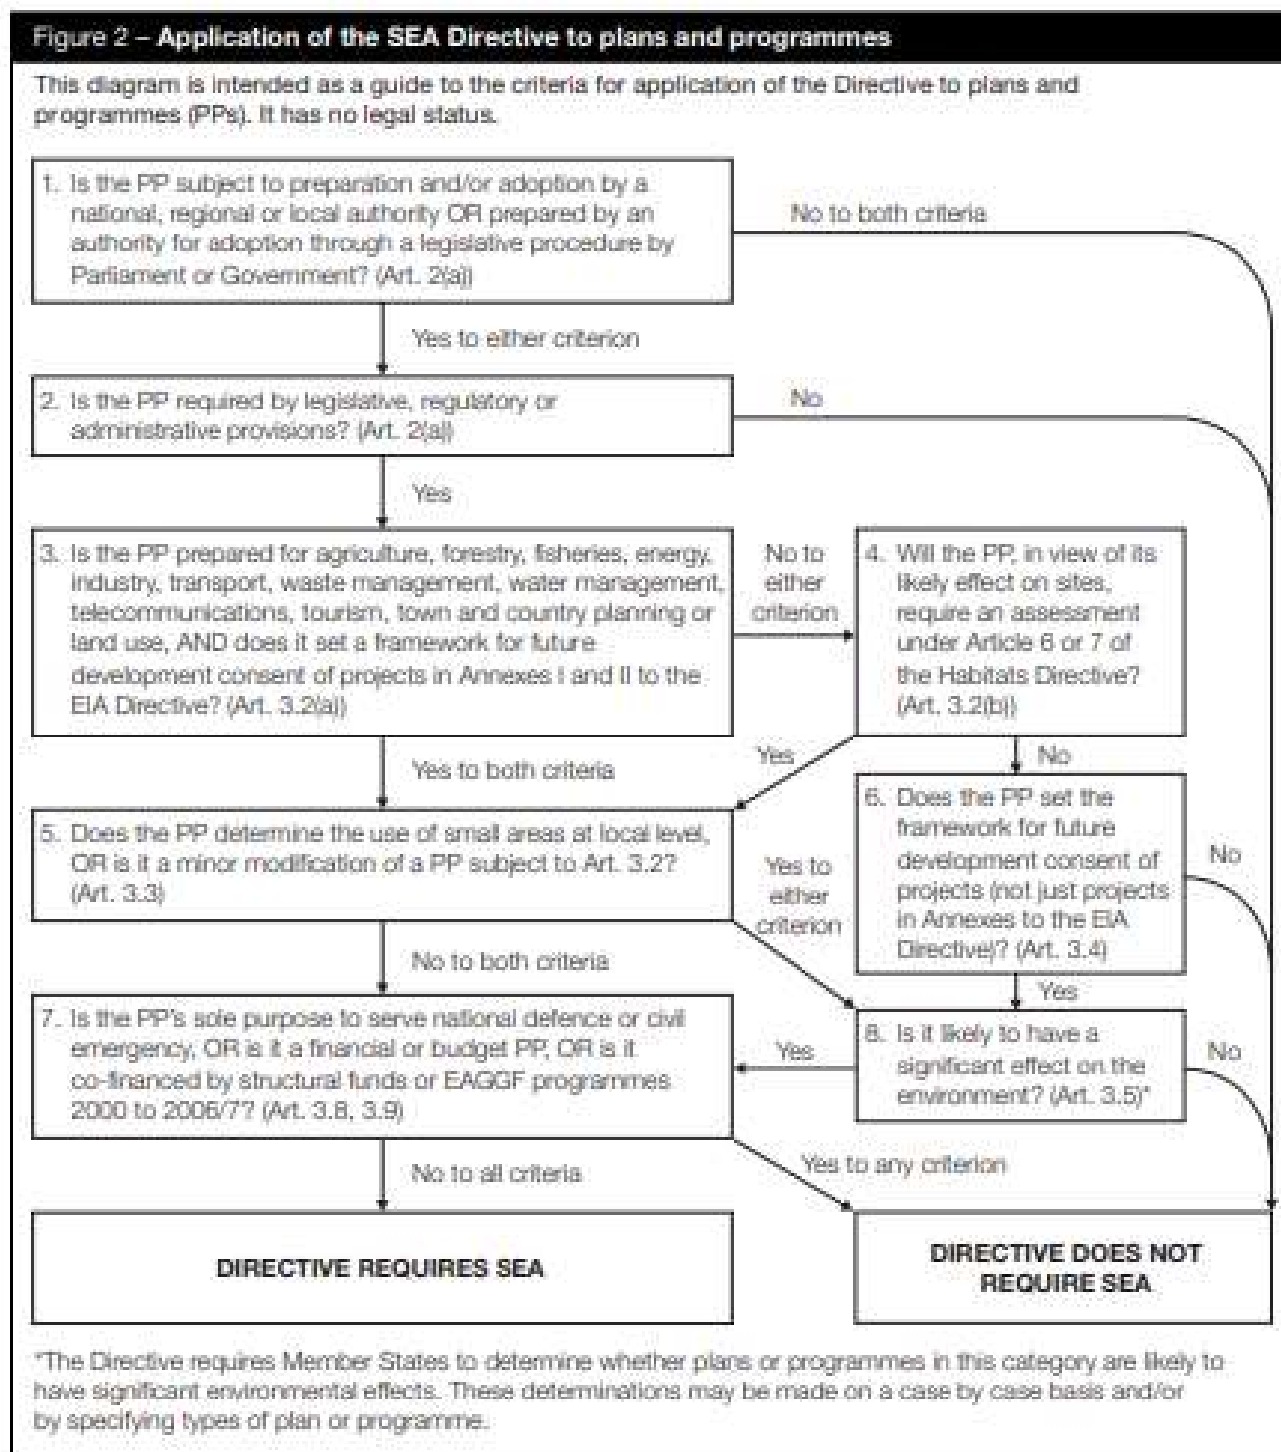 Figure 2 – Application of the SEA Directive to plans and programmes
This diagram is intended as a guide to the criteria for application of the Directive to plans and
programmes (PPs). It has no legal status.
1. Is the PP subject to preparation and/or adoption by a
national, regional or local authority OR prepared by an
authority for adoption through a legislative procedure by
Parliament or Government? (Art. 2(a))
No to both criteria
Yes to either criterion
2. Is the PP required by legislative, regulatory or
administrative provisions? (Art. 2(a))
No
Yes
3. Is the PP prepared for agriculture, forestry, fisheries, energy,
industry, transport, waste management, water management,
telecommunications, tourism, town and country planning or
land use, AND does it set a framework for future
development consent of projects in Annexes I and II to the
EIA Directive? (Art. 3.2(a))
No to
either
criterion
4. Will the PP, in view of its
likely effect on sites,
require an assessment
under Article 6 or 7 of
the Habitats Directive?
(Art. 3.2(b))
Yes to both criteria
Yes
No
5. Does the PP determine the use of small areas at local level,
OR is it a minor modification of a PP subject to Art. 3.2?
(Art. 3.3)
Yes to
either
criterion
6. Does the PP set the
framework for future
development consent of
projects (not just projects
in Annexes to the EIA
Directive)? (Art. 3.4)
No
No to both criteria
Yes
7. Is the PP's sole purpose to serve national defence or civil
emergency, OR is it a financial or budget PP, OR is it
co-financed by structural funds or EAGGF programmes
2000 to 2006/7? (Art. 3.8, 3.9)
Yes
8. Is it likely to have a
significant effect on the
environment? (Art. 3.5)*
No
No to all criteria
Yes to any criterion
DIRECTIVE REQUIRES SEA
DIRECTIVE DOES NOT
REQUIRE SEA
*The Directive requires Member States to determine whether plans or programmes in this category are likely to
have significant environmental effects. These determinations may be made on a case by case basis and/or
by specifying types of plan or programme.